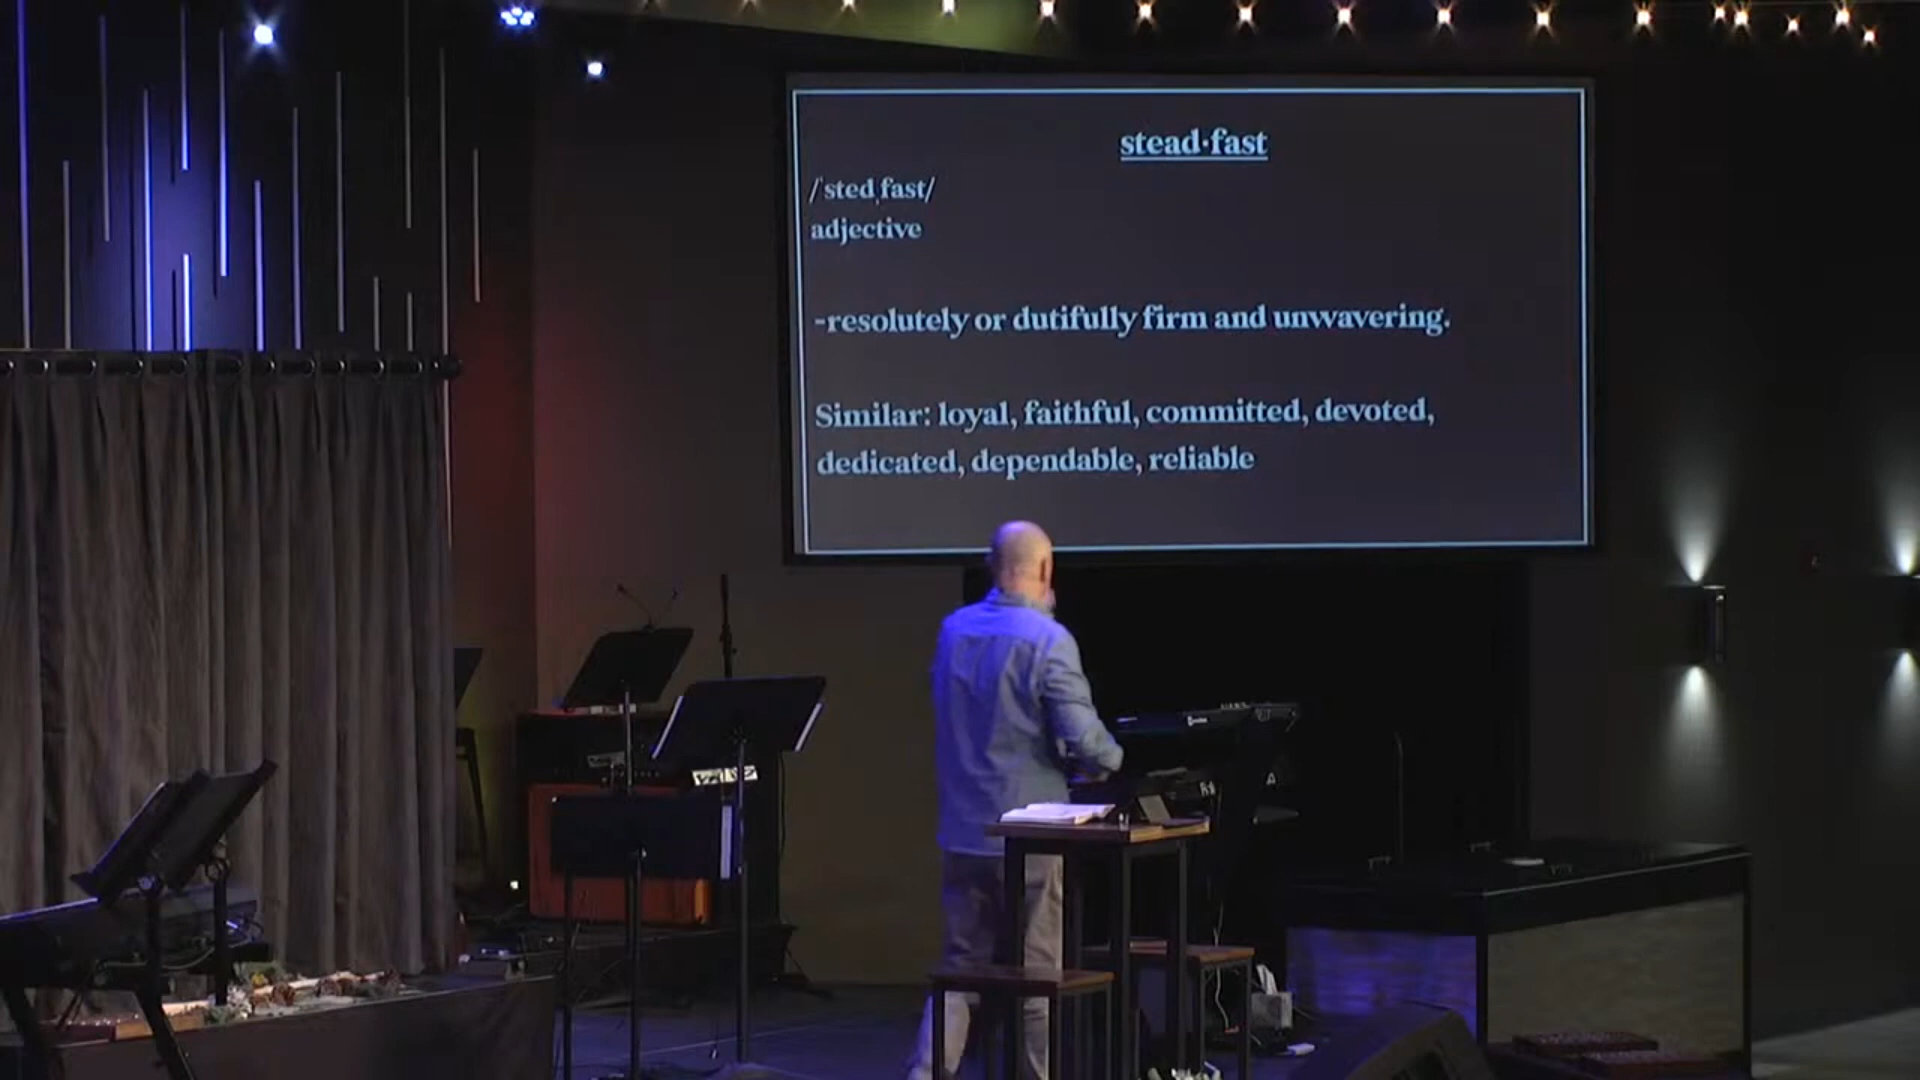 stead·fast
/ˈstedˌfast/
adjective
-resolutely or dutifully firm and unwavering.
Similar: loyal, faithful, committed, devoted,
dedicated, dependable, reliable